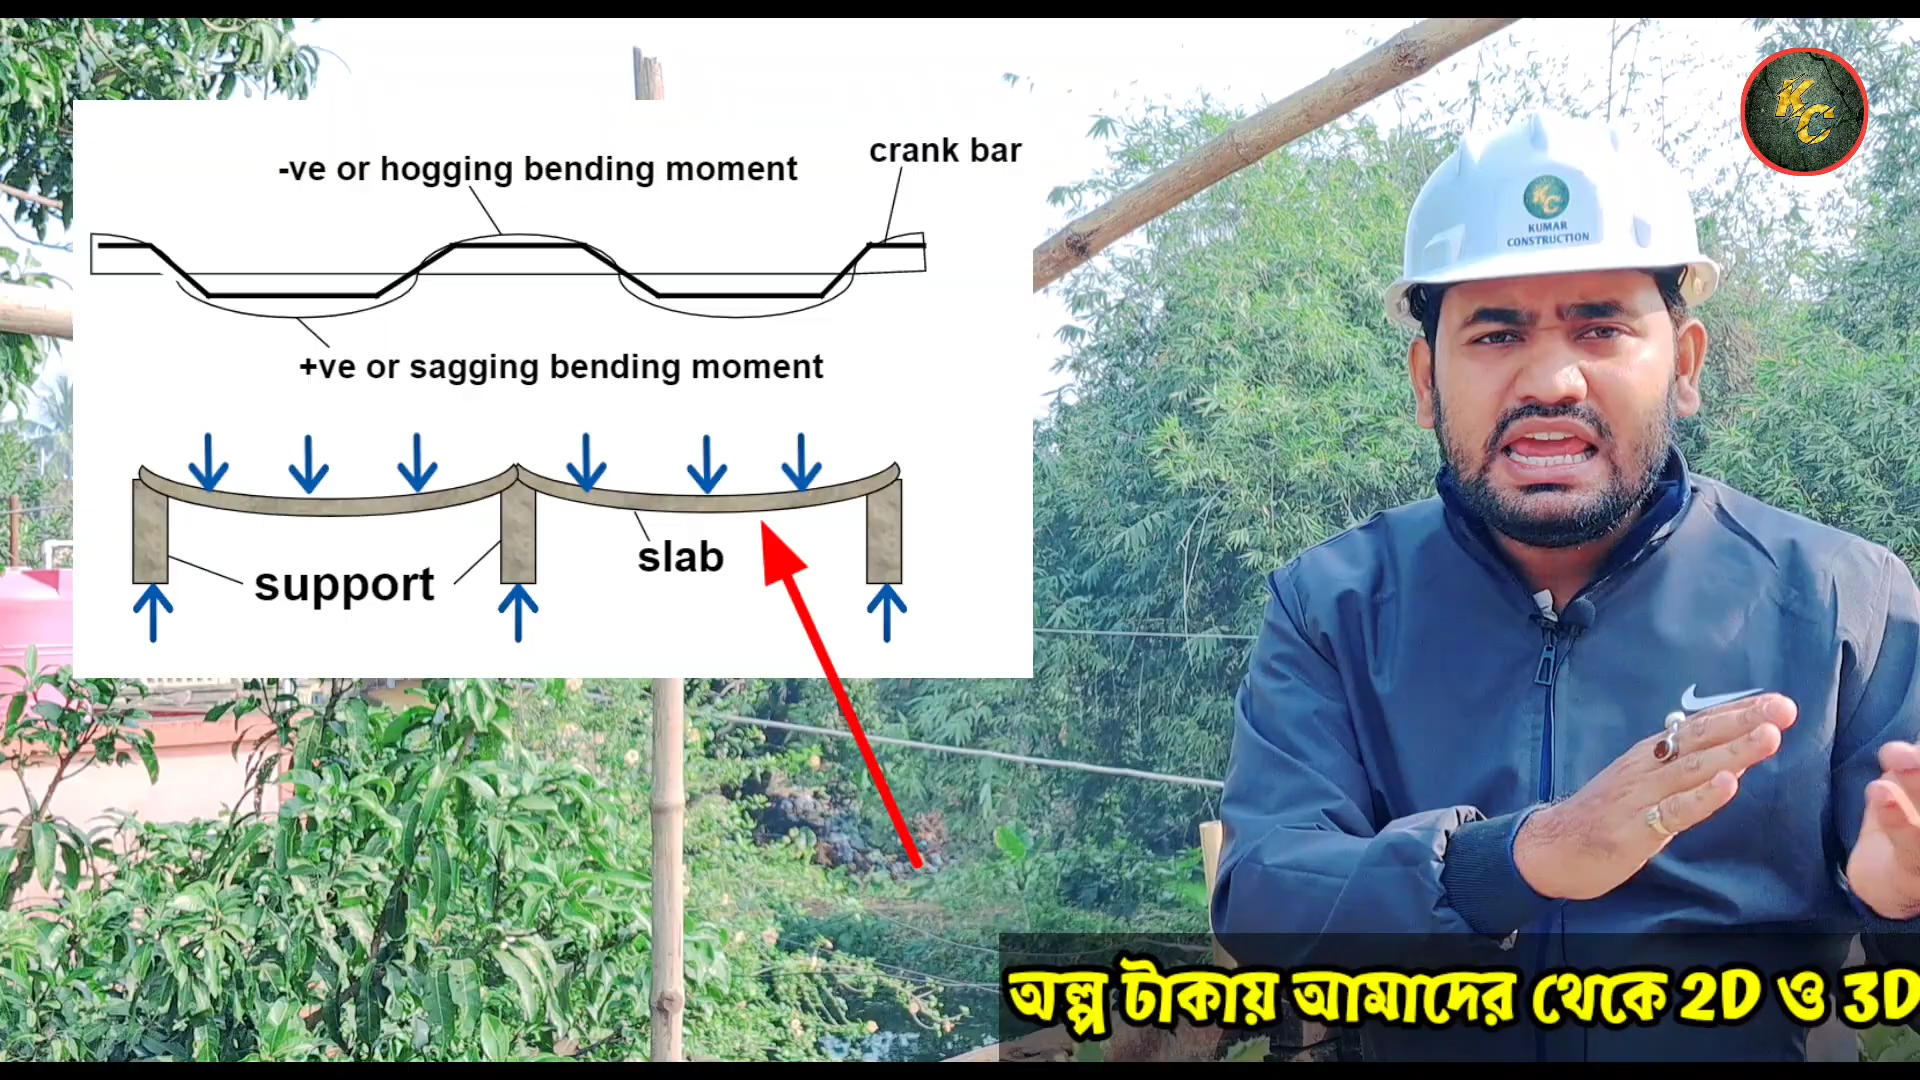 -ve or hogging bending moment
crank bar
+ve or sagging bending moment
slab
support
KC
KC
KUMAR
CONSTRUCTION
অল্প টাকায় আমাদের থেকে 2D ও 3D